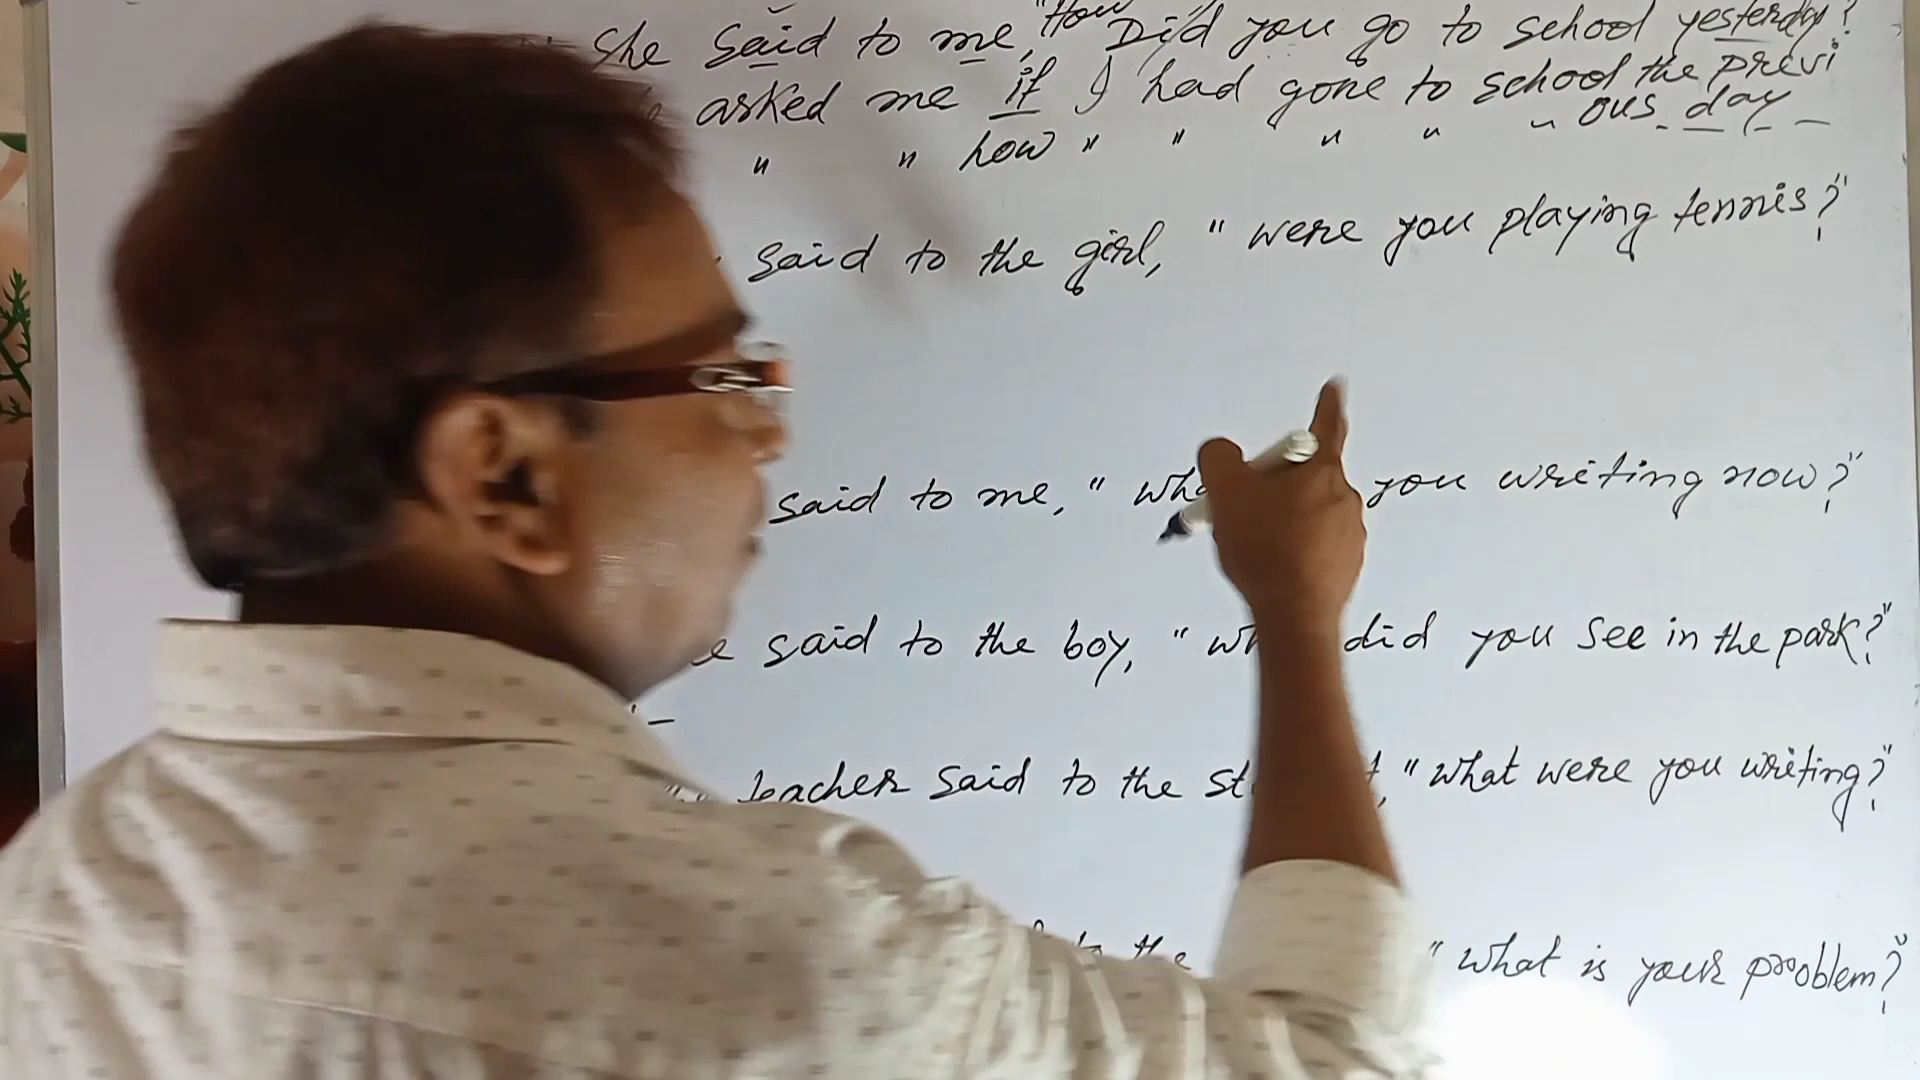 "How"
She said to me, " Did you go to school yesterday?
asked me if I had gone to school the previ
ous day
" " how " " " " "
said to the girl, " were you playing tennis?"
said to me, " you writing now?"
said to the boy, " did you see in the park?"
teacher said to the "what were you writing?"
to the " what is your problem?